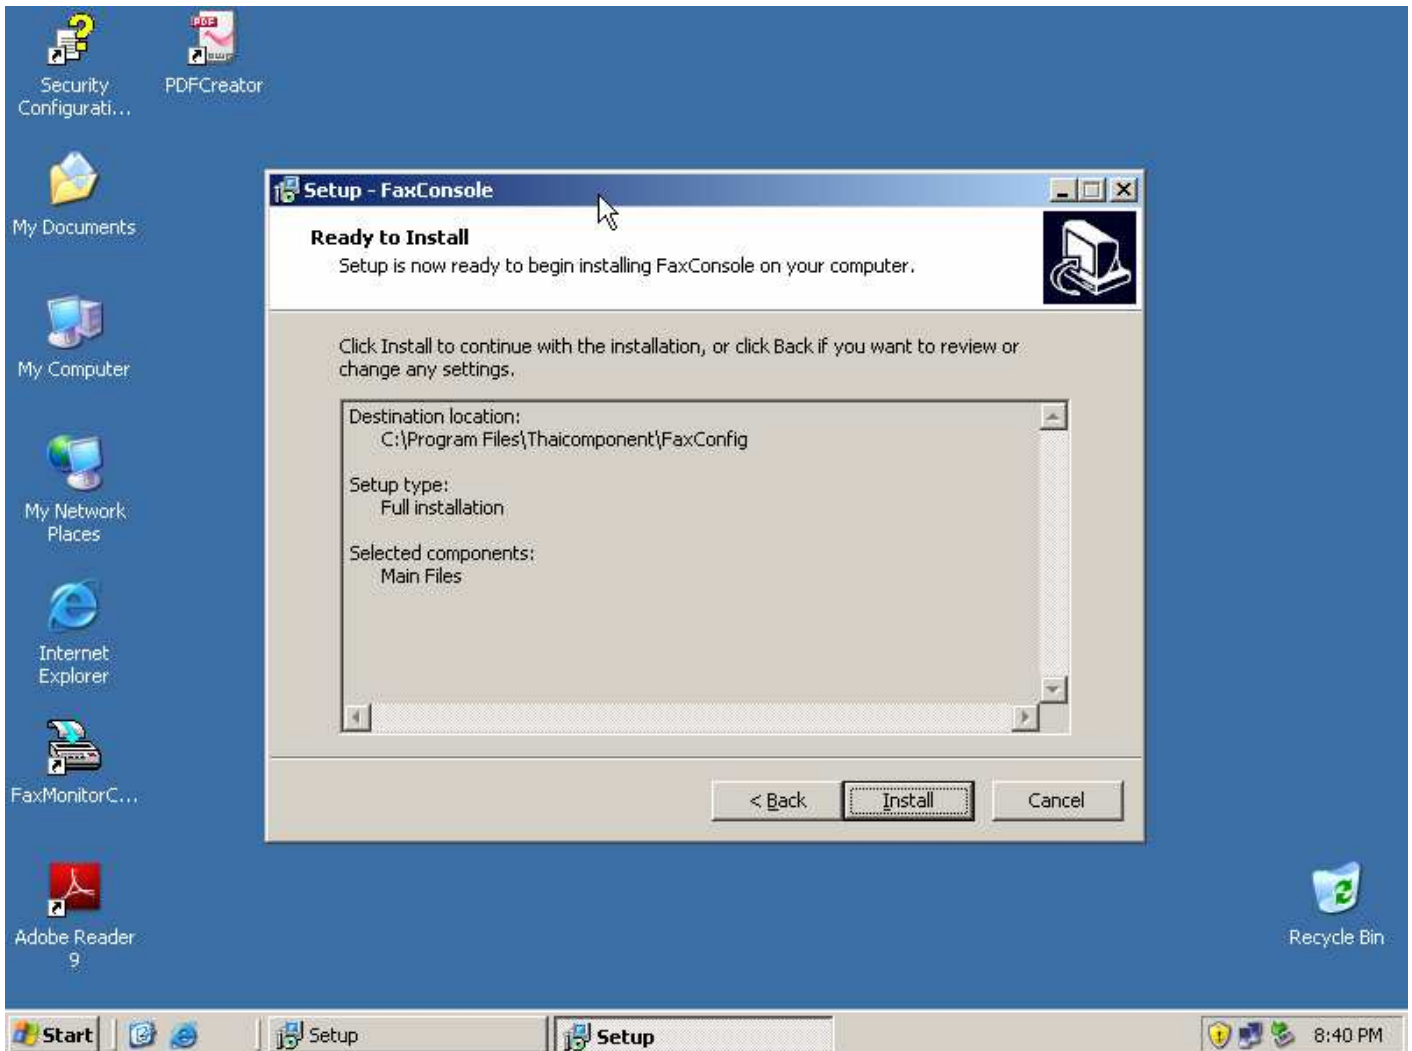 Security
Configurati...
PDFCreator
My Documents
My Computer
My Network
Places
Internet
Explorer
FaxMonitorC...
Adobe Reader
9
Setup - FaxConsole
Ready to Install
Setup is now ready to begin installing FaxConsole on your computer.
Click Install to continue with the installation, or click Back if you want to review or
change any settings.
Destination location:
C:\Program Files\Thaicomponent\FaxConfig
Setup type:
Full installation
Selected components:
Main Files
< Back
Install
Cancel
Recycle Bin
Start
Setup
Setup
8:40 PM